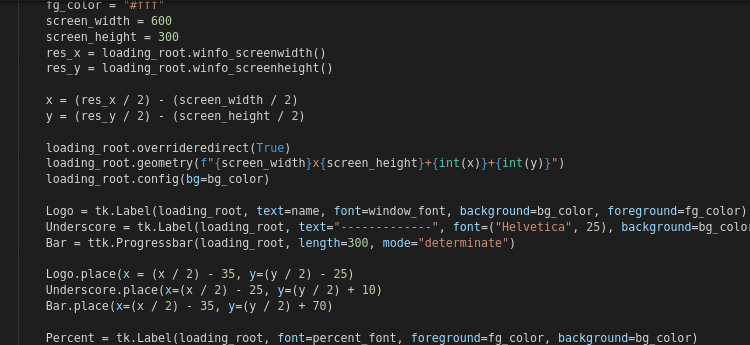 fg_color = "#fff"
screen_width = 600
screen_height = 300
res_x = loading_root.winfo_screenwidth()
res_y = loading_root.winfo_screenheight()
x = (res_x / 2) - (screen_width / 2)
y = (res_y / 2) - (screen_height / 2)
loading_root.overrideredirect(True)
loading_root.geometry(f"{screen_width}x{screen_height}+{int(x)}+{int(y)}")
loading_root.config(bg=bg_color)
Logo = tk.Label(loading_root, text=name, font=window_font, background=bg_color, foreground=fg_color)
Underscore = tk.Label(loading_root, text="-------------", font=("Helvetica", 25), background=bg_color
Bar = ttk.Progressbar(loading_root, length=300, mode="determinate")
Logo.place(x = (x / 2) - 35, y=(y / 2) - 25)
Underscore.place(x=(x / 2) - 25, y=(y / 2) + 10)
Bar.place(x=(x / 2) - 35, y=(y / 2) + 70)
Percent = tk.Label(loading_root, font=percent_font, foreground=fg_color, background=bg_color)